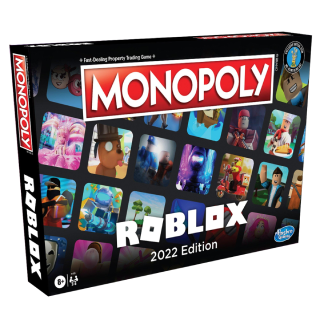 Fast-Dealing Property Trading Game
MONOPOLY
ROBLOX
2022 Edition
8+
Hasbro
Gaming
MONOPOLY
ROBLOX